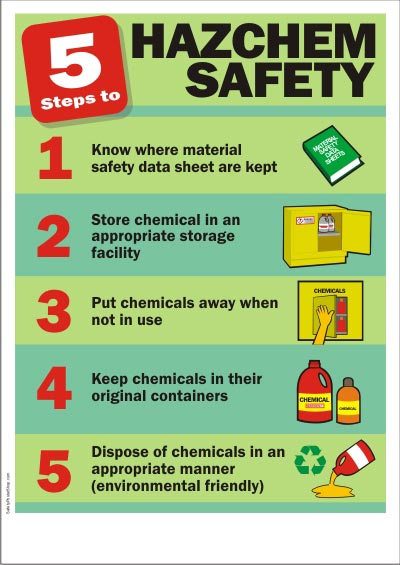 5
Steps to
HAZCHEM
SAFETY
1
Know where material
safety data sheet are kept
MATERIAL
SAFETY
DATA
SHEETS
2
Store chemical in an
appropriate storage
facility
3
Put chemicals away when
not in use
CHEMICALS
4
Keep chemicals in their
original containers
CHEMICAL
CHEMICAL
5
Dispose of chemicals in an
appropriate manner
(environmental friendly)